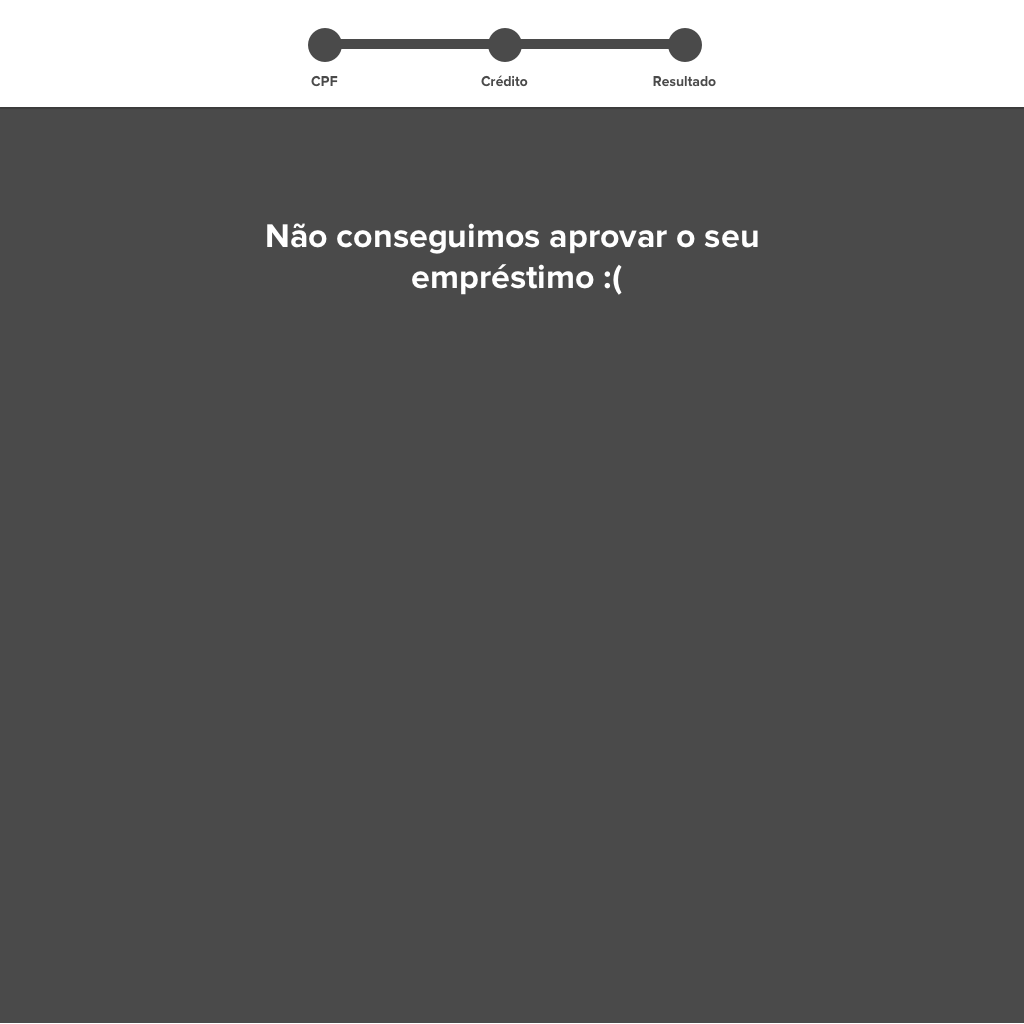 CPF
Crédito
Resultado
Não conseguimos aprovar o seu
empréstimo :(